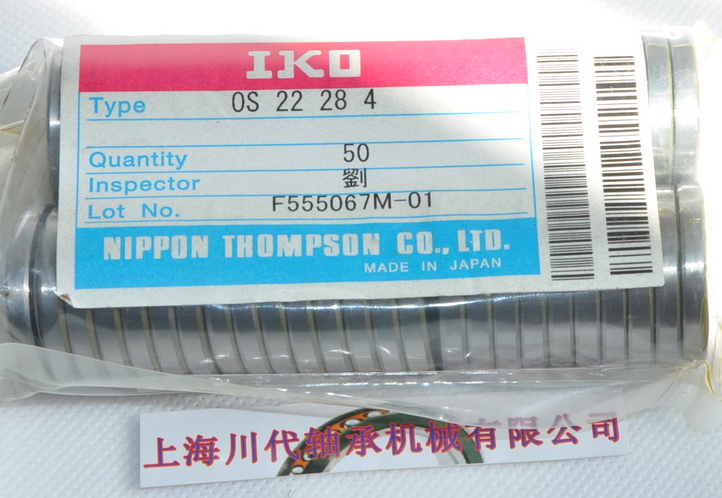 IKO
Type OS 22 28 4
Quantity 50
Inspector 劉
Lot No. F555067M-01
NIPPON THOMPSON CO., LTD.
MADE IN JAPAN
上海川代轴承机械有限公司